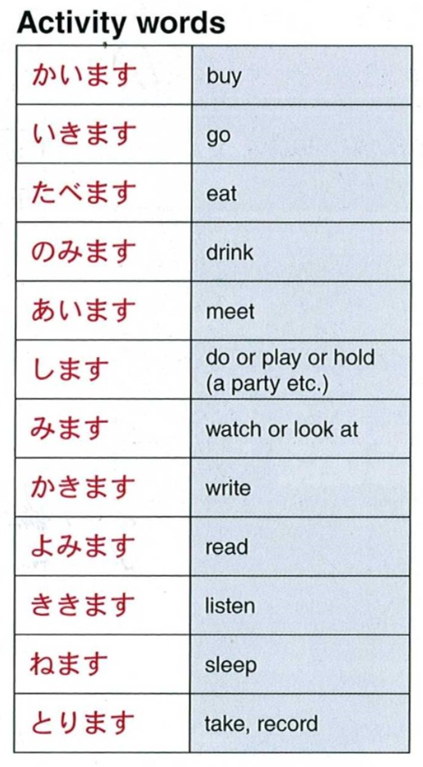 Activity words
かいます buy
いきます go
たべます eat
のみます drink
あいます meet
します do or play or hold
(a party etc.)
みます watch or look at
かきます write
よみます read
ききます listen
ねます sleep
とります take, record